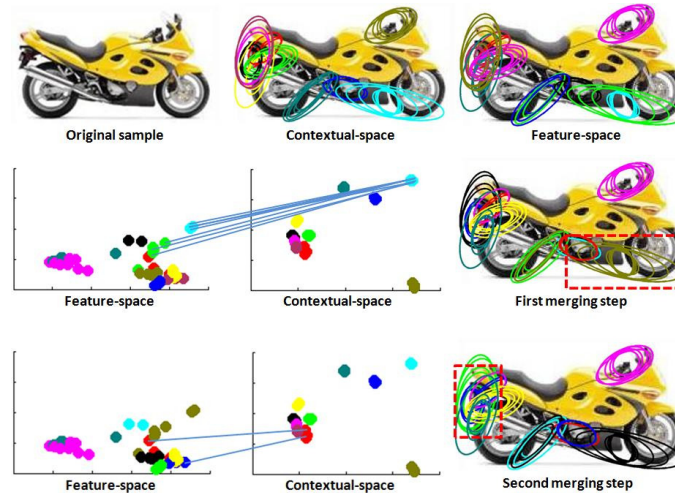 Original sample
Contextual-space
Feature-space
Feature-space
Contextual-space
First merging step
Feature-space
Contextual-space
Second merging step